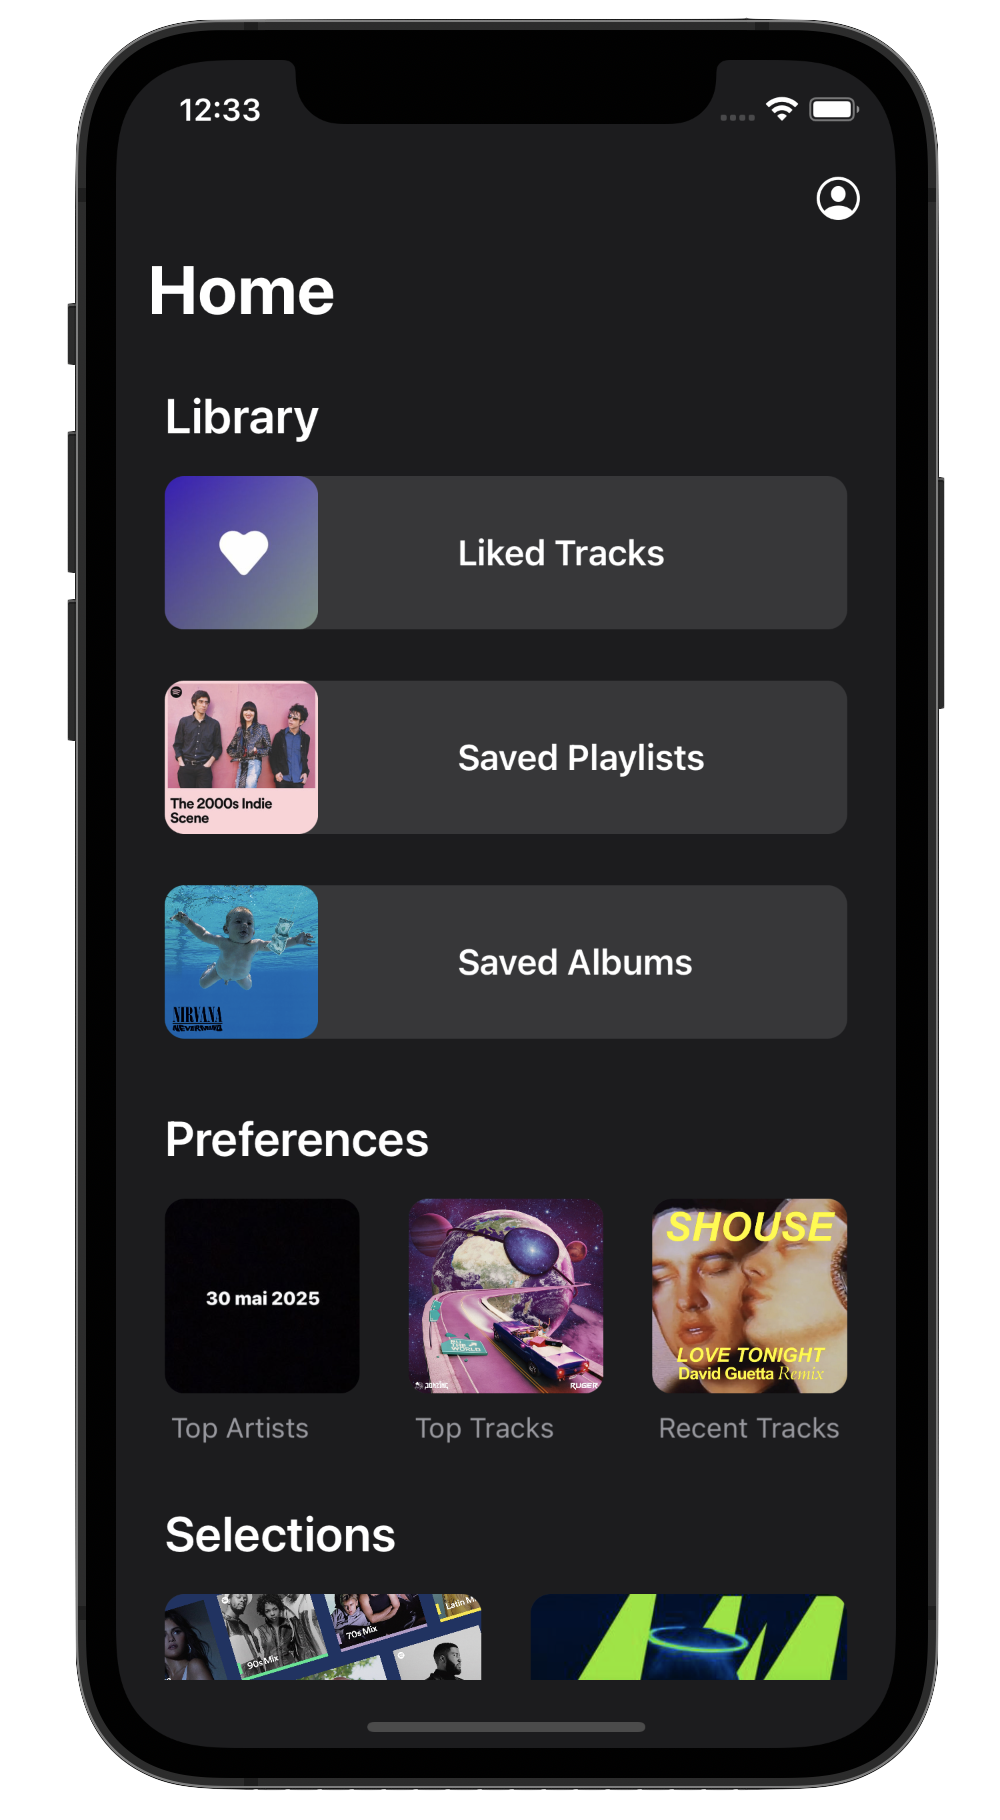 12:33
Home
Library
Liked Tracks
The 2000s Indie
Scene
Saved Playlists
NIRVANA
NEVERMIND
Saved Albums
Preferences
30 mai 2025
RUGER
SHOUSE
LOVE TONIGHT
David Guetta Remix
Top Artists
Top Tracks
Recent Tracks
Selections
90s Mix
70s Mix
Latin M